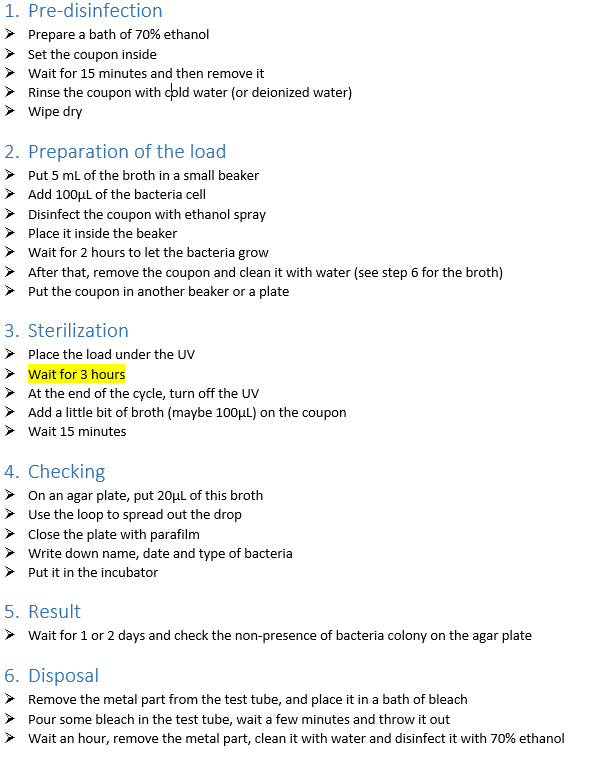 1. Pre-disinfection
➢ Prepare a bath of 70% ethanol
➢ Set the coupon inside
➢ Wait for 15 minutes and then remove it
➢ Rinse the coupon with cold water (or deionized water)
➢ Wipe dry
2. Preparation of the load
➢ Put 5 mL of the broth in a small beaker
➢ Add 100µL of the bacteria cell
➢ Disinfect the coupon with ethanol spray
➢ Place it inside the beaker
➢ Wait for 2 hours to let the bacteria grow
➢ After that, remove the coupon and clean it with water (see step 6 for the broth)
➢ Put the coupon in another beaker or a plate
3. Sterilization
➢ Place the load under the UV
➢ Wait for 3 hours
➢ At the end of the cycle, turn off the UV
➢ Add a little bit of broth (maybe 100µL) on the coupon
➢ Wait 15 minutes
4. Checking
➢ On an agar plate, put 20µL of this broth
➢ Use the loop to spread out the drop
➢ Close the plate with parafilm
➢ Write down name, date and type of bacteria
➢ Put it in the incubator
5. Result
➢ Wait for 1 or 2 days and check the non-presence of bacteria colony on the agar plate
6. Disposal
➢ Remove the metal part from the test tube, and place it in a bath of bleach
➢ Pour some bleach in the test tube, wait a few minutes and throw it out
➢ Wait an hour, remove the metal part, clean it with water and disinfect it with 70% ethanol